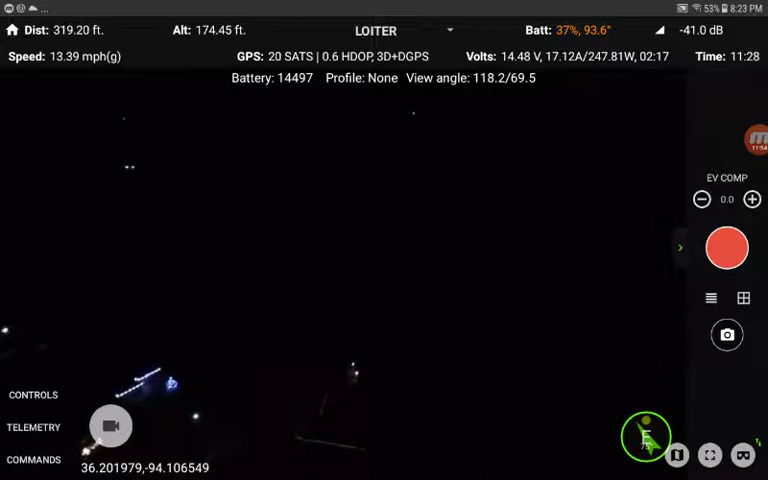 ... 53% 8:23 PM
Dist: 319.20 ft. Alt: 174.45 ft. LOITER Batt: 37%, 93.6° -41.0 dB
Speed: 13.39 mph(g) GPS: 20 SATS | 0.6 HDOP, 3D+DGPS Volts: 14.48 V, 17.12A/247.81W, 02:17 Time: 11:28
Battery: 14497 Profile: None View angle: 118.2/69.5
11:54
EV COMP
0.0
CONTROLS
TELEMETRY
COMMANDS
E
36.201979,-94.106549